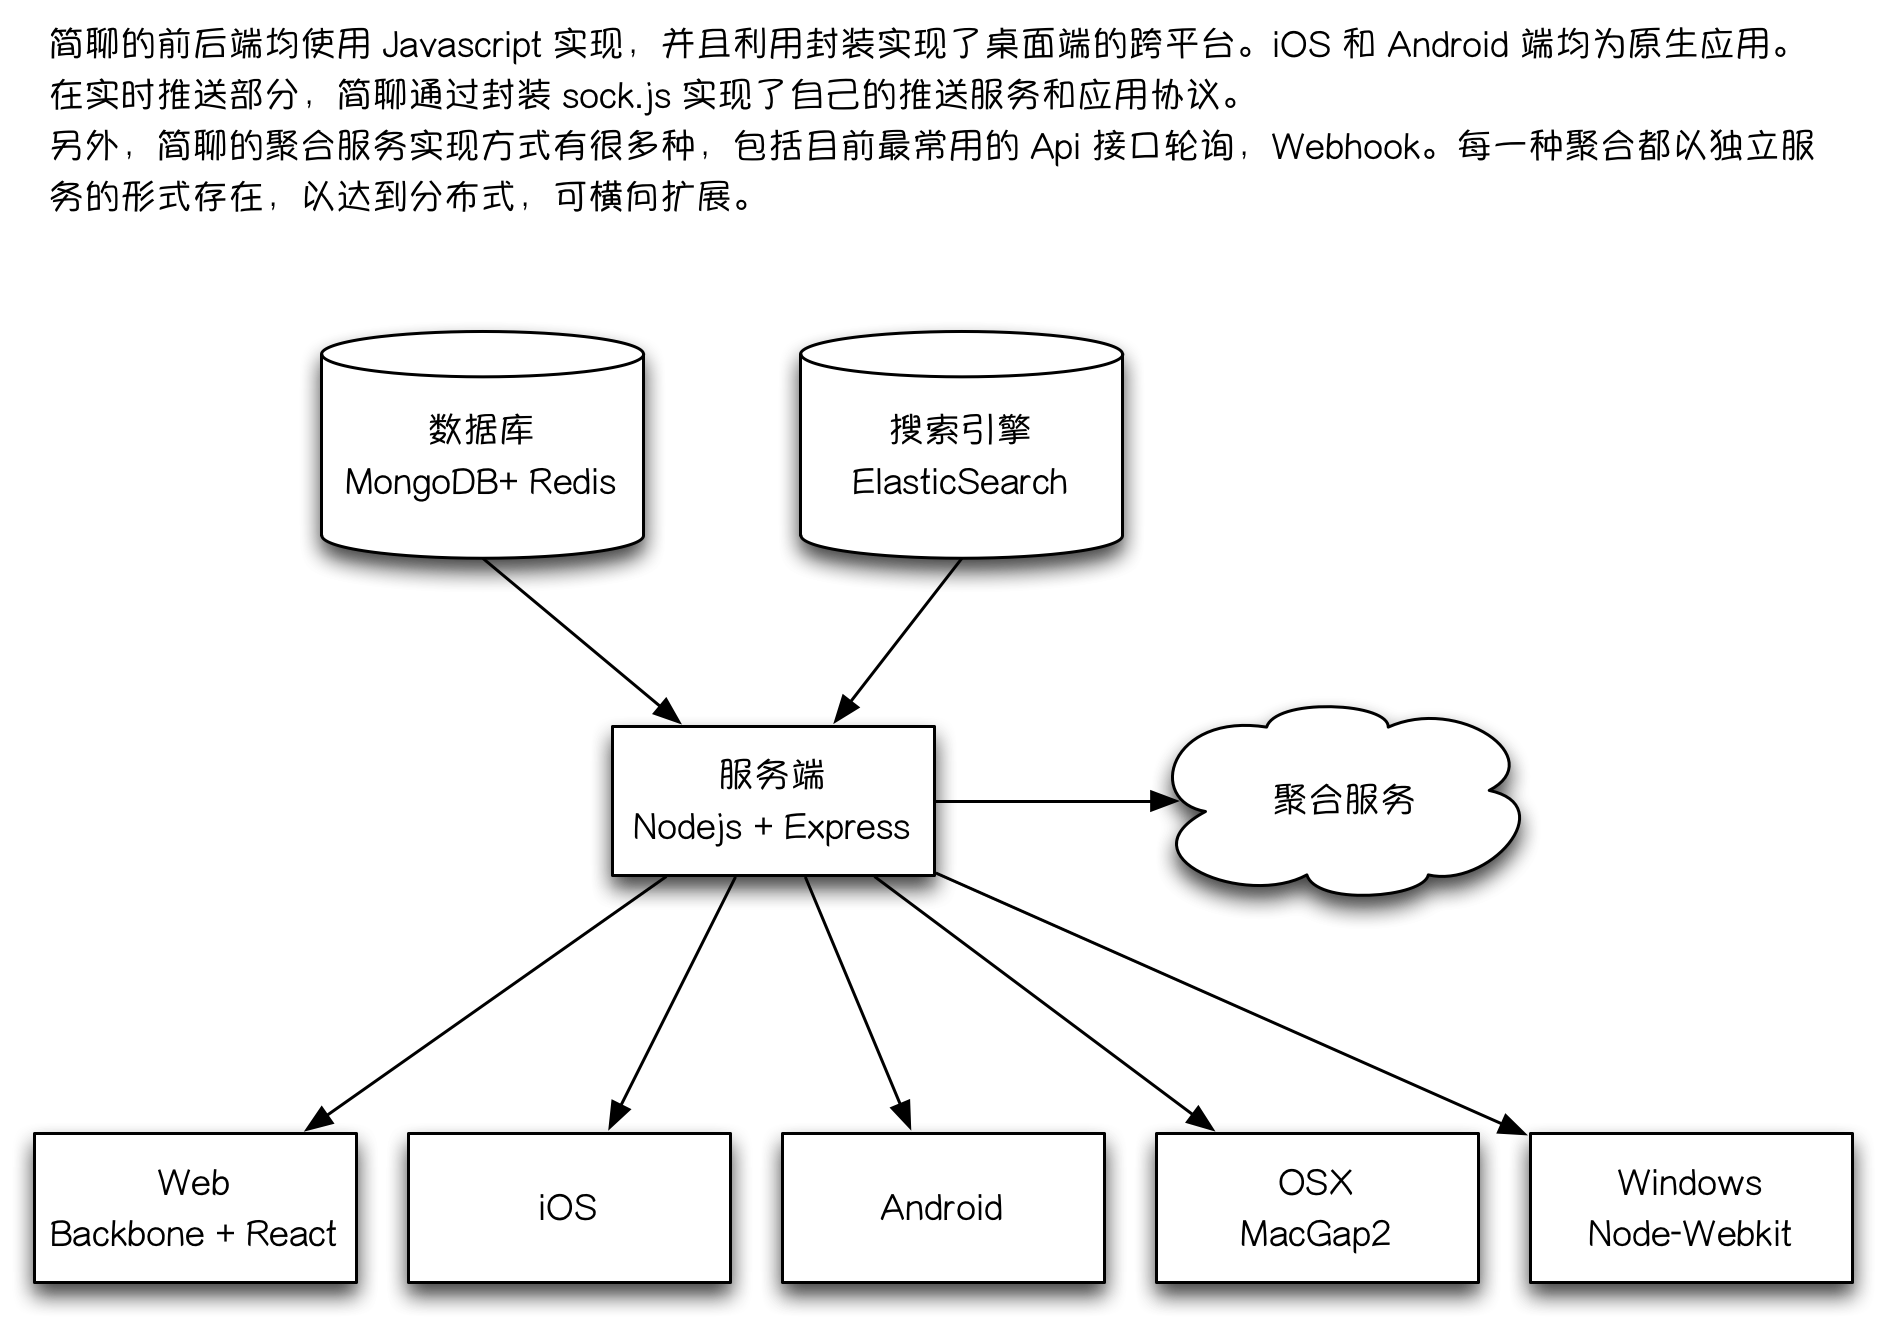 简聊的前后端均使用 Javascript 实现，并且利用封装实现了桌面端的跨平台。iOS 和 Android 端均为原生应用。
在实时推送部分，简聊通过封装 sock.js 实现了自己的推送服务和应用协议。
另外，简聊的聚合服务实现方式有很多种，包括目前最常用的 Api 接口轮询，Webhook。每一种聚合都以独立服
务的形式存在，以达到分布式，可横向扩展。
数据库
MongoDB+ Redis
搜索引擎
ElasticSearch
服务端
Nodejs + Express
聚合服务
Web
Backbone + React
iOS
Android
OSX
MacGap2
Windows
Node-Webkit